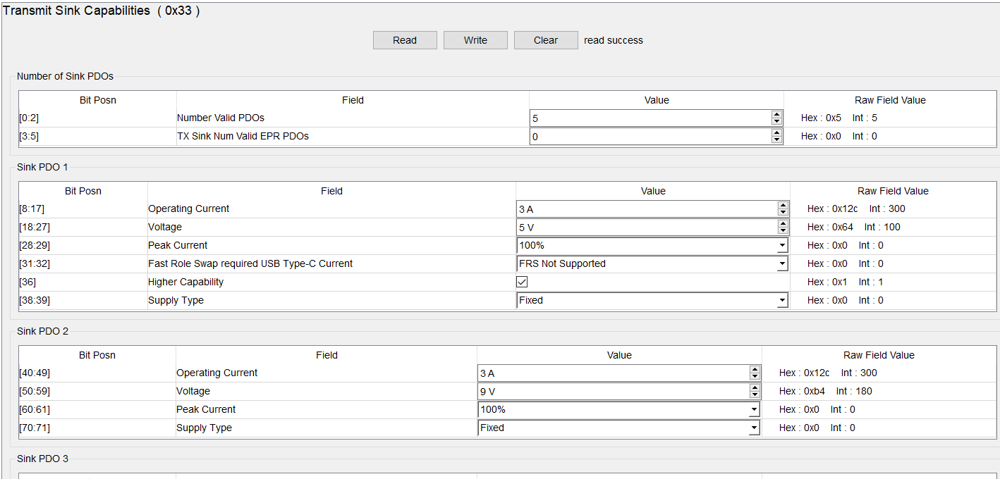 Transmit Sink Capabilities ( 0x33 )
Read Write Clear read success
Number of Sink PDOs
Bit Posn Field Value Raw Field Value
[0:2] Number Valid PDOs 5 Hex : 0x5 Int : 5
[3:5] TX Sink Num Valid EPR PDOs 0 Hex : 0x0 Int : 0
Sink PDO 1
Bit Posn Field Value Raw Field Value
[8:17] Operating Current 3 A Hex : 0x12c Int : 300
[18:27] Voltage 5 V Hex : 0x64 Int : 100
[28:29] Peak Current 100% Hex : 0x0 Int : 0
[31:32] Fast Role Swap required USB Type-C Current FRS Not Supported Hex : 0x0 Int : 0
[36] Higher Capability Hex : 0x1 Int : 1
[38:39] Supply Type Fixed Hex : 0x0 Int : 0
Sink PDO 2
Bit Posn Field Value Raw Field Value
[40:49] Operating Current 3 A Hex : 0x12c Int : 300
[50:59] Voltage 9 V Hex : 0xb4 Int : 180
[60:61] Peak Current 100% Hex : 0x0 Int : 0
[70:71] Supply Type Fixed Hex : 0x0 Int : 0
Sink PDO 3